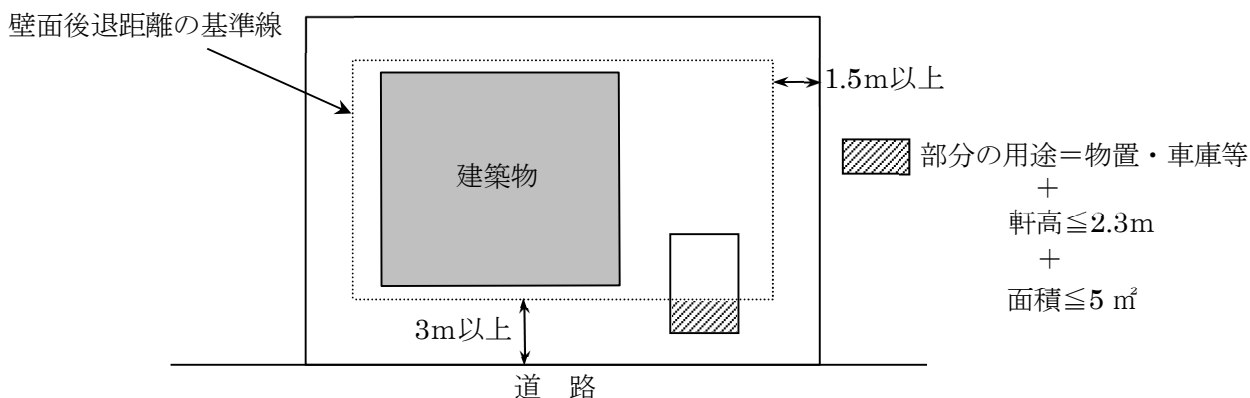 壁面後退距離の基準線
1.5m以上
建築物
部分の用途=物置・車庫等
+
軒高≦2.3m
+
面積≦5 ㎡
3m以上
道 路